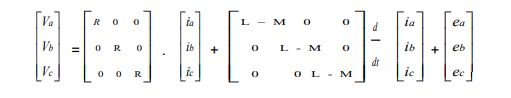 Va R 0 0 ia L – M 0 0 d ia ea
Vb = 0 R 0 . ib + 0 L - M 0 ib + eb
Vc 0 0 R ic 0 0 L - M dt ic ec